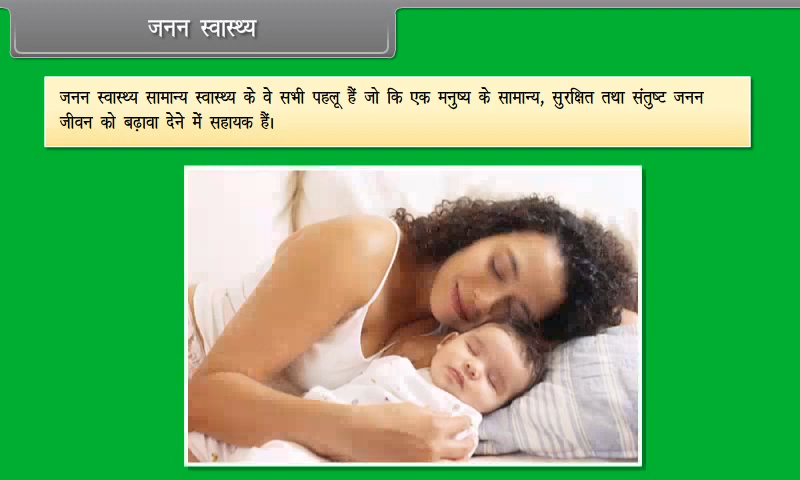 जनन स्वास्थ्य
जनन स्वास्थ्य सामान्य स्वास्थ्य के वे सभी पहलू हैं जो कि एक मनुष्य के सामान्य, सुरक्षित तथा संतुष्ट जनन
जीवन को बढ़ावा देने में सहायक हैं।